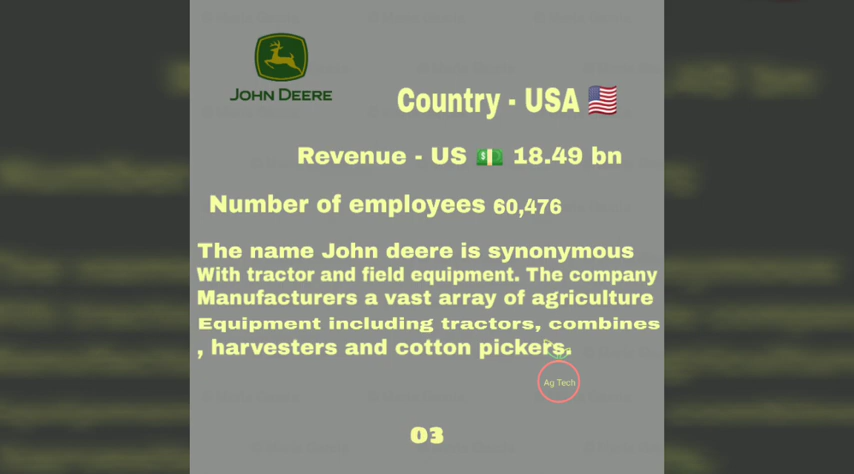 JOHN DEERE
Country - USA 🇺🇸
Revenue - US 💵 18.49 bn
Number of employees 60,476
The name John deere is synonymous
With tractor and field equipment. The company
Manufacturers a vast array of agriculture
Equipment including tractors, combines
, harvesters and cotton pickers.
Ag Tech
03